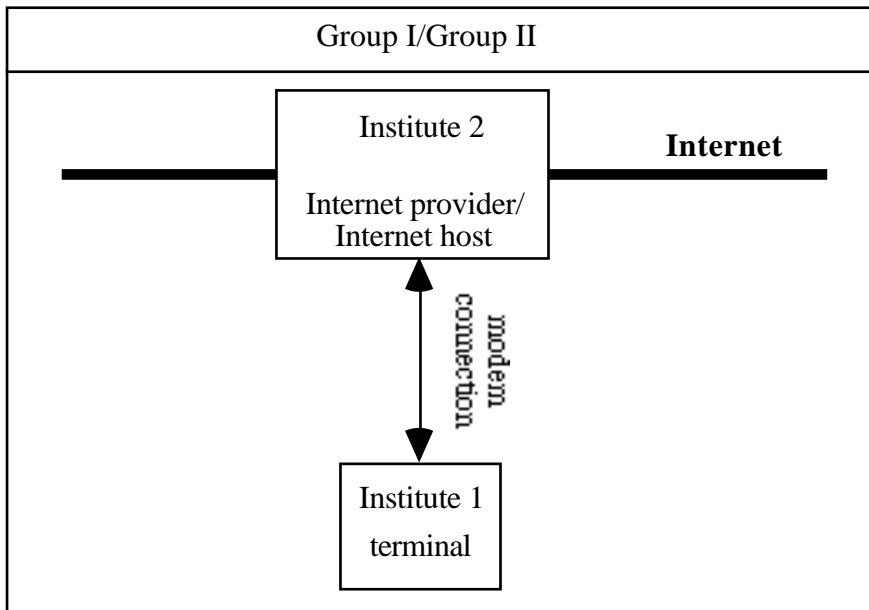 Group I/Group II
Institute 2
Internet
Internet provider/
Internet host
modem
connection
Institute 1
terminal